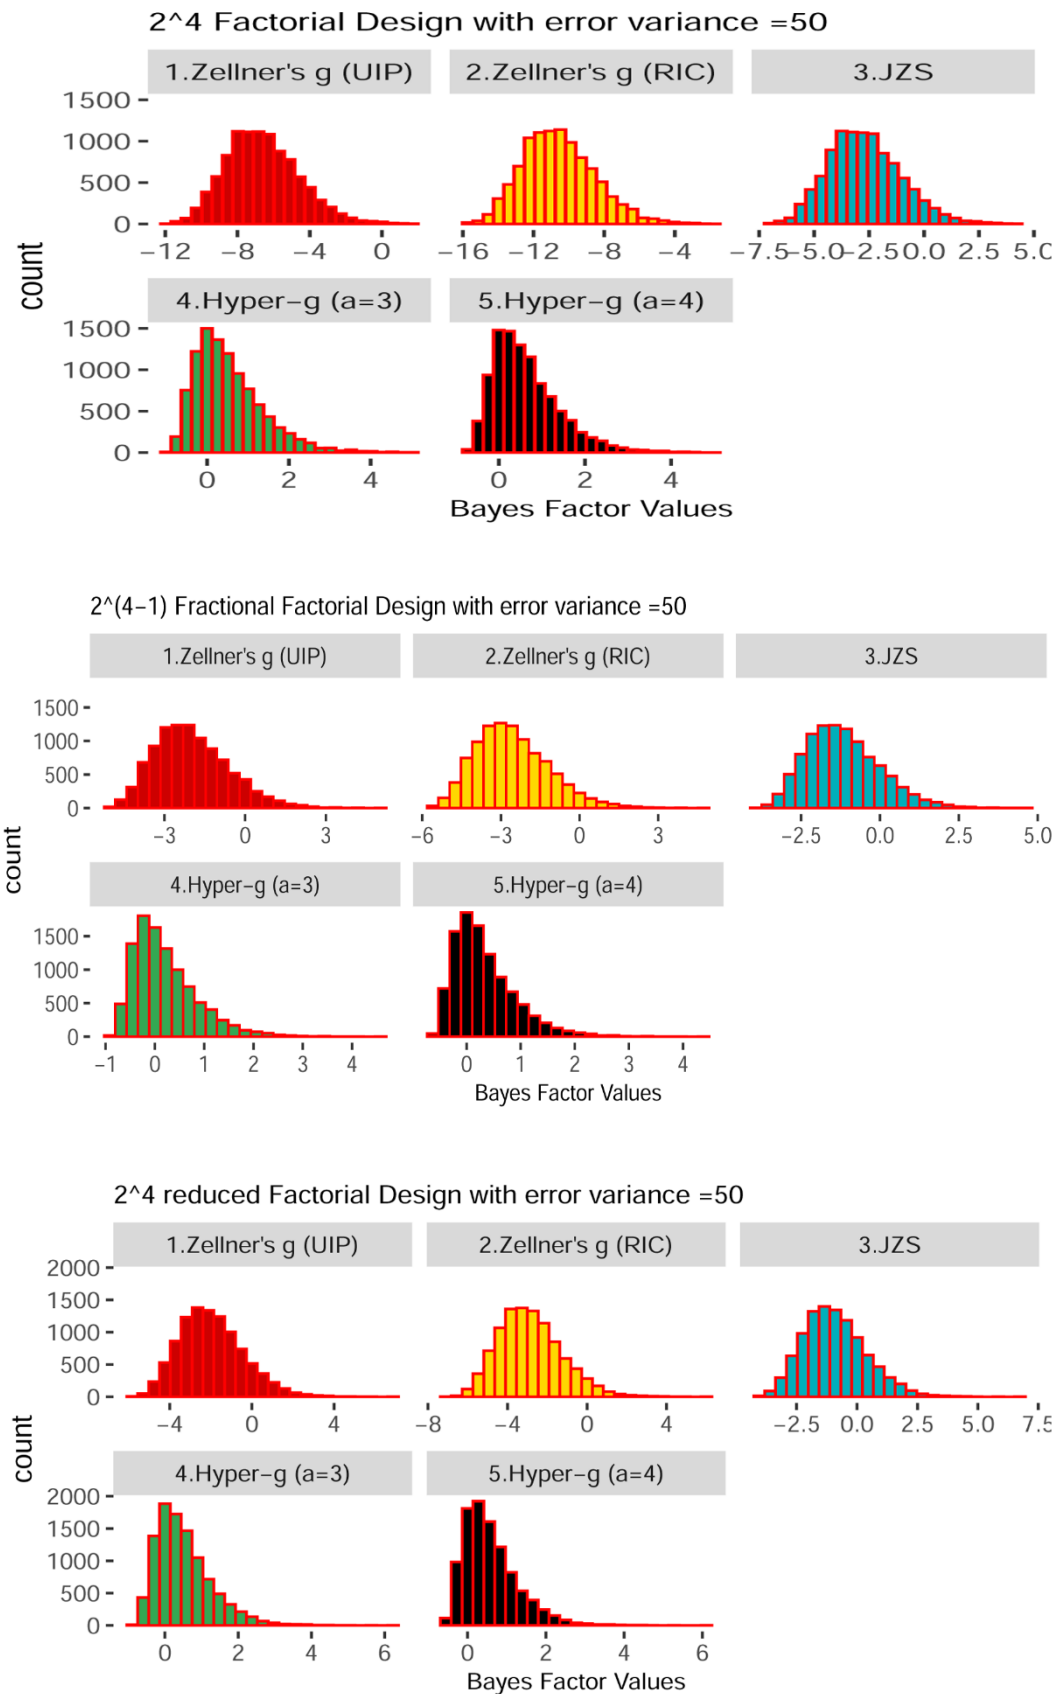 2^4 Factorial Design with error variance =50
1.Zellner's g (UIP) 2.Zellner's g (RIC) 3.JZS
1500
1000
500
0
−12 −8 −4 0 −16 −12 −8 −4 −7.5 −5.0 −2.5 0.0 2.5 5.0
count
4.Hyper−g (a=3) 5.Hyper−g (a=4)
1500
1000
500
0
0 2 4 0 2 4
Bayes Factor Values
2^(4−1) Fractional Factorial Design with error variance =50
1.Zellner's g (UIP) 2.Zellner's g (RIC) 3.JZS
1500
1000
500
0
−3 0 3 −6 −3 0 3 −2.5 0.0 2.5 5.0
count
4.Hyper−g (a=3) 5.Hyper−g (a=4)
1500
1000
500
0
−1 0 1 2 3 4 0 1 2 3 4
Bayes Factor Values
2^4 reduced Factorial Design with error variance =50
1.Zellner's g (UIP) 2.Zellner's g (RIC) 3.JZS
2000
1500
1000
500
0
−4 0 4 −8 −4 0 4 −2.5 0.0 2.5 5.0 7.5
count
4.Hyper−g (a=3) 5.Hyper−g (a=4)
2000
1500
1000
500
0
0 2 4 6 0 2 4 6
Bayes Factor Values